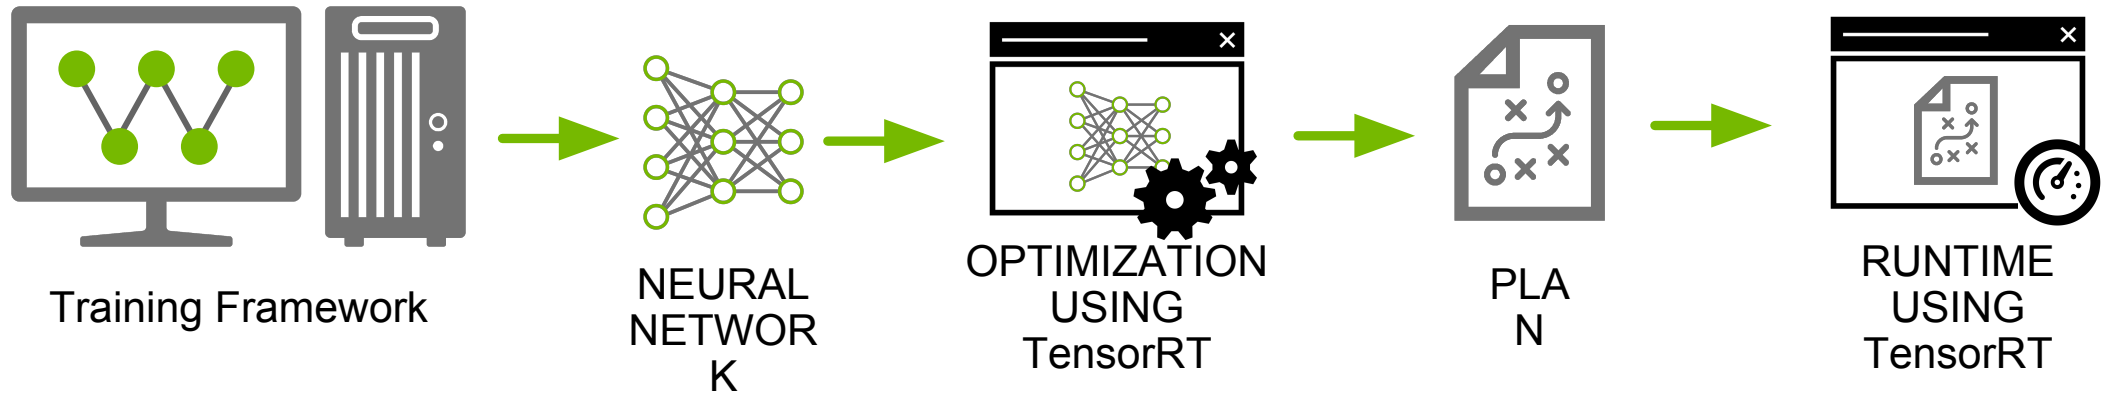 Training Framework
NEURAL
NETWOR
K
OPTIMIZATION
USING
TensorRT
PLA
N
RUNTIME
USING
TensorRT